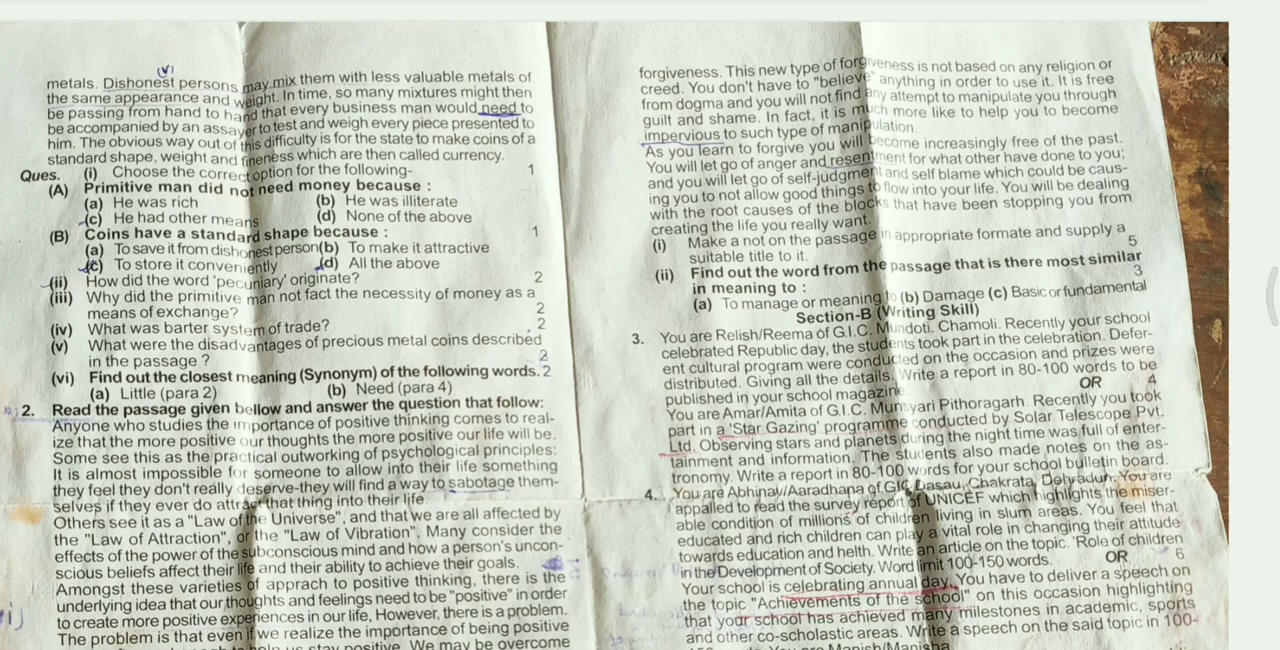 metals. Dishonest persons may mix them with less valuable metals of
the same appearance and weight. In time, so many mixtures might then
be passing from hand to hand that every business man would need to
be accompanied by an assayer to test and weigh every piece presented to
him. The obvious way out of this difficulty is for the state to make coins of a
standard shape, weight and fineness which are then called currency.
Ques. (i) Choose the correct option for the following- 1
(A) Primitive man did not need money because :
(a) He was rich (b) He was illiterate
(c) He had other means (d) None of the above
(B) Coins have a standard shape because : 1
(a) To save it from dishonest person (b) To make it attractive
(c) To store it conveniently (d) All the above
(ii) How did the word 'pecuniary' originate? 2
(iii) Why did the primitive man not fact the necessity of money as a
means of exchange? 2
(iv) What was barter system of trade? 2
(v) What were the disadvantages of precious metal coins described
in the passage ? 2
(vi) Find out the closest meaning (Synonym) of the following words. 2
(a) Little (para 2) (b) Need (para 4)
2. Read the passage given bellow and answer the question that follow:
Anyone who studies the importance of positive thinking comes to real-
ize that the more positive our thoughts the more positive our life will be.
Some see this as the practical outworking of psychological principles:
It is almost impossible for someone to allow into their life something
they feel they don't really deserve-they will find a way to sabotage them-
selves if they ever do attract that thing into their life.
Others see it as a "Law of the Universe", and that we are all affected by
the "Law of Attraction", or the "Law of Vibration". Many consider the
effects of the power of the subconscious mind and how a person's uncon-
scious beliefs affect their life and their ability to achieve their goals.
Amongst these varieties of apprach to positive thinking, there is the
underlying idea that our thoughts and feelings need to be "positive" in order
to create more positive experiences in our life, However, there is a problem.
The problem is that even if we realize the importance of being positive
help us stay positive. We may be overcome
forgiveness. This new type of forgiveness is not based on any religion or
creed. You don't have to "believe" anything in order to use it. It is free
from dogma and you will not find any attempt to manipulate you through
guilt and shame. In fact, it is much more like to help you to become
impervious to such type of manipulation.
As you learn to forgive you will become increasingly free of the past.
You will let go of anger and resentment for what other have done to you;
and you will let go of self-judgment and self blame which could be caus-
ing you to not allow good things to flow into your life. You will be dealing
with the root causes of the blocks that have been stopping you from
creating the life you really want.
(i) Make a not on the passage in appropriate formate and supply a
suitable title to it. 5
(ii) Find out the word from the passage that is there most similar
in meaning to : 3
(a) To manage or meaning to (b) Damage (c) Basic or fundamental
Section-B (Writing Skill)
3. You are Relish/Reema of G.I.C. Mundoti. Chamoli. Recently your school
celebrated Republic day, the students took part in the celebration. Defer-
ent cultural program were conducted on the occasion and prizes were
distributed. Giving all the details. Write a report in 80-100 words to be
published in your school magazine. OR 4
You are Amar/Amita of G.I.C. Munsyari Pithoragarh. Recently you took
part in a 'Star Gazing' programme conducted by Solar Telescope Pvt.
Ltd. Observing stars and planets during the night time was full of enter-
tainment and information. The students also made notes on the as-
tronomy. Write a report in 80-100 words for your school bulletin board.
4. You are Abhinav/Aaradhana of GIC Dasau, Chakrata, Dehradun. You are
appalled to read the survey report of UNICEF which highlights the miser-
able condition of millions of children living in slum areas. You feel that
educated and rich children can play a vital role in changing their attitude
towards education and helth. Write an article on the topic. 'Role of children
in the Development of Society. Word limit 100-150 words. OR 6
Your school is celebrating annual day. You have to deliver a speech on
the topic "Achievements of the school" on this occasion highlighting
that your school has achieved many milestones in academic, sports
and other co-scholastic areas. Write a speech on the said topic in 100-
You are Manish/Manisha